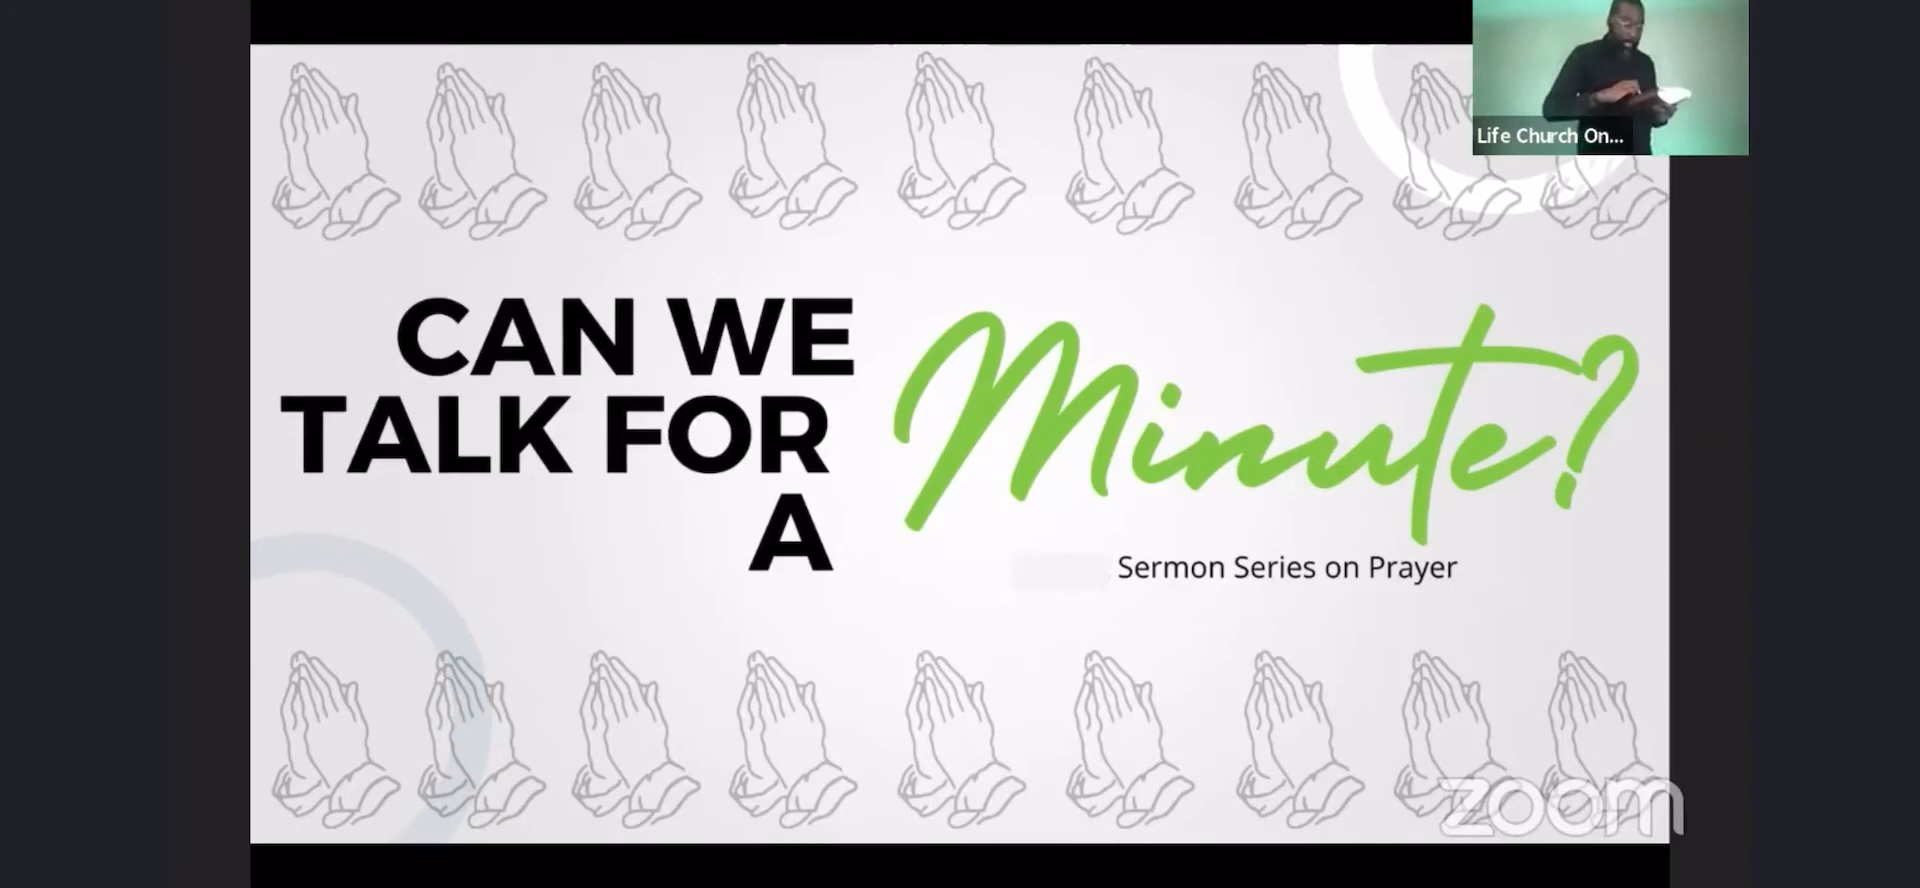 Life Church On...
CAN WE
TALK FOR
A
Minute?
Sermon Series on Prayer
zoom